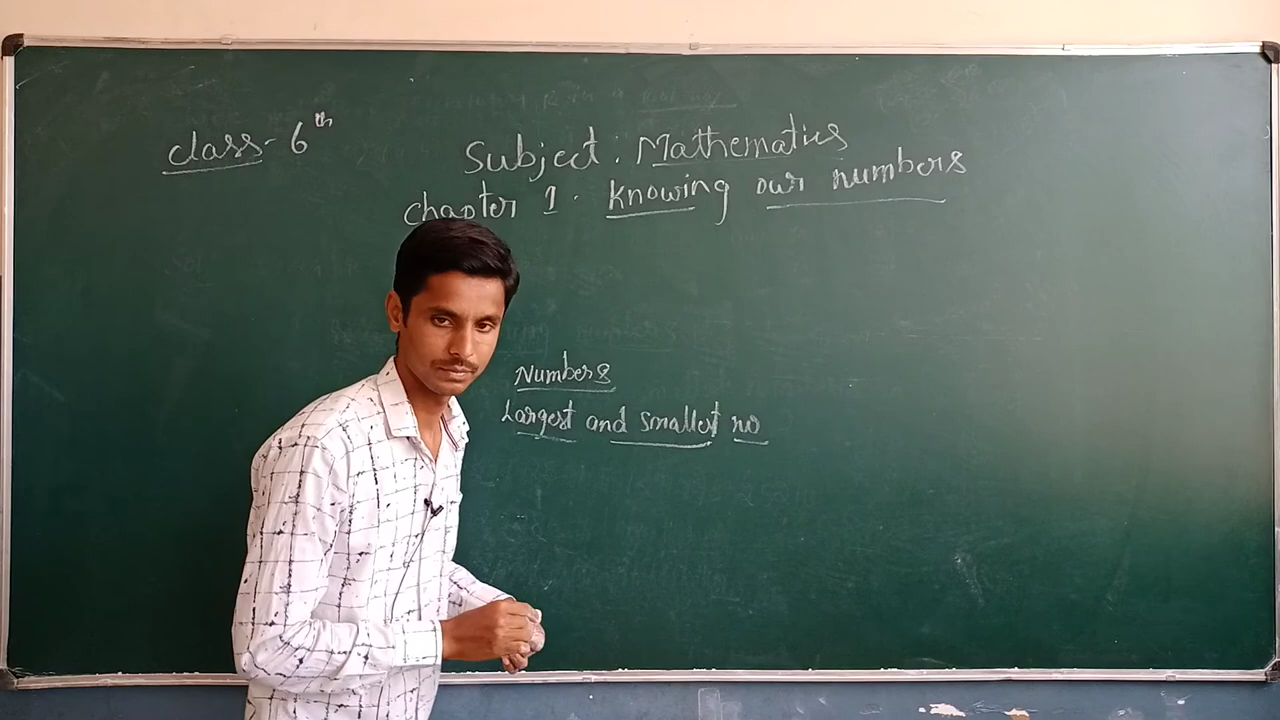 class - 6th
Subject : Mathematics
Chapter 1. Knowing our numbers
Numbers
Largest and smallest no